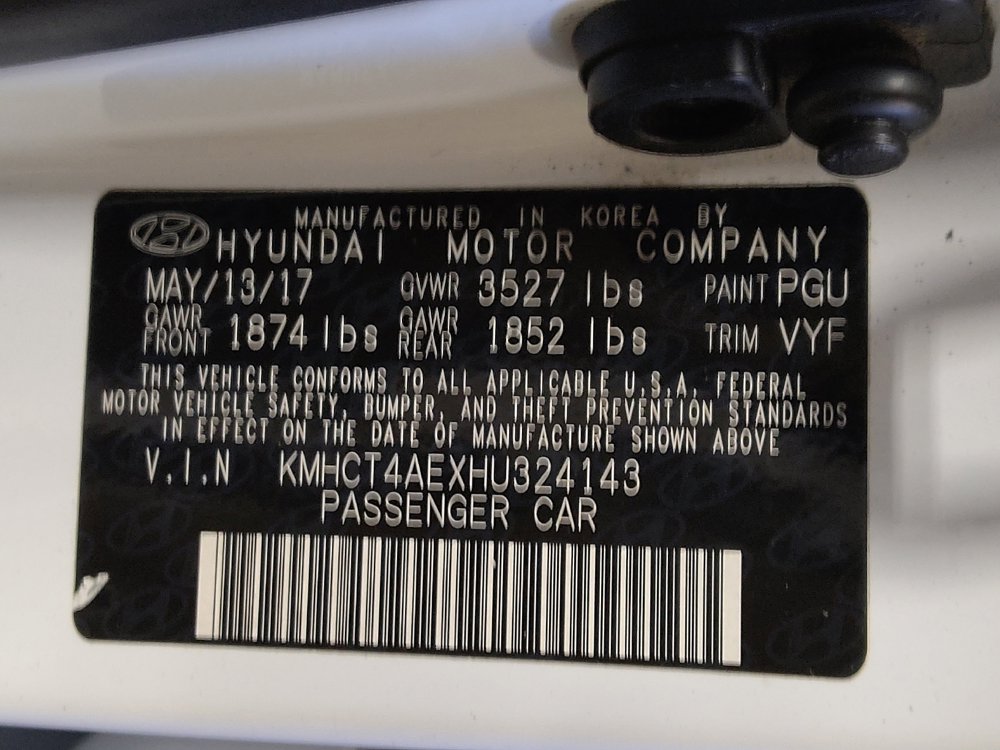 MANUFACTURED IN KOREA BY
HYUNDAI MOTOR COMPANY
MAY/13/17 GVWR 3527 lbs PAINT PGU
GAWR FRONT 1874 lbs GAWR REAR 1852 lbs TRIM VYF
THIS VEHICLE CONFORMS TO ALL APPLICABLE U.S.A. FEDERAL
MOTOR VEHICLE SAFETY, BUMPER, AND THEFT PREVENTION STANDARDS
IN EFFECT ON THE DATE OF MANUFACTURE SHOWN ABOVE
V.I.N KMHCT4AEXHU324143
PASSENGER CAR